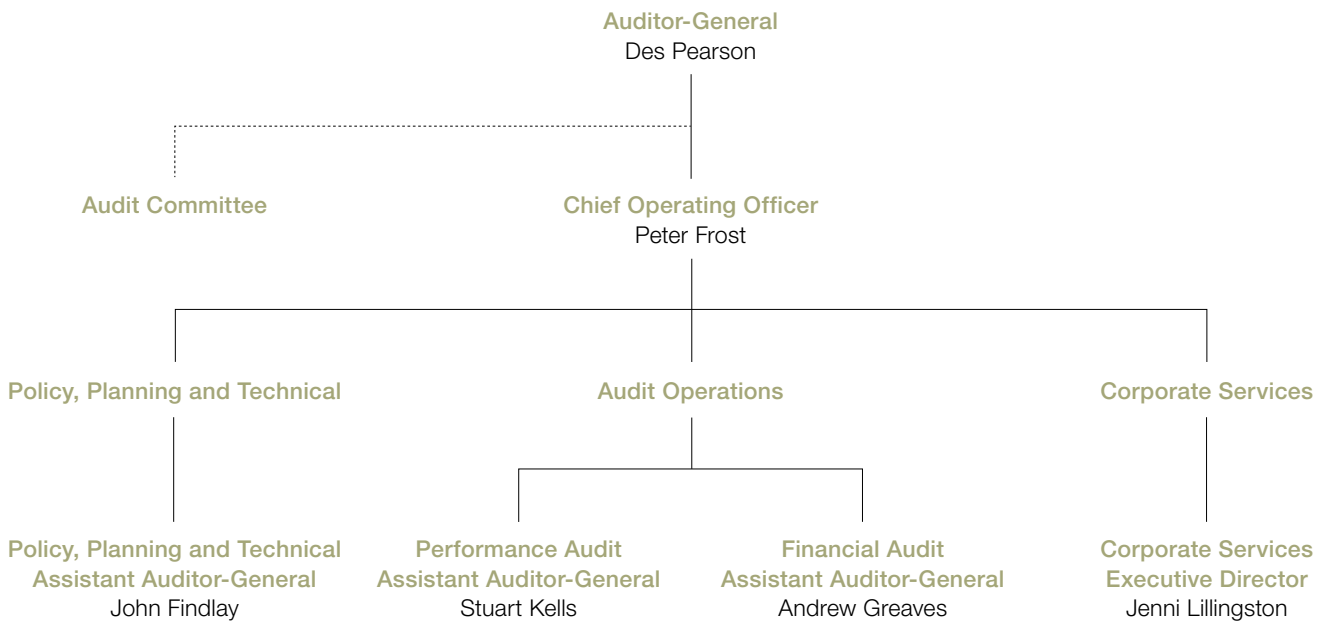 Auditor-General
Des Pearson
Audit Committee
Chief Operating Officer
Peter Frost
Policy, Planning and Technical
Audit Operations
Corporate Services
Policy, Planning and Technical
Assistant Auditor-General
John Findlay
Performance Audit
Assistant Auditor-General
Stuart Kells
Financial Audit
Assistant Auditor-General
Andrew Greaves
Corporate Services
Executive Director
Jenni Lillingston